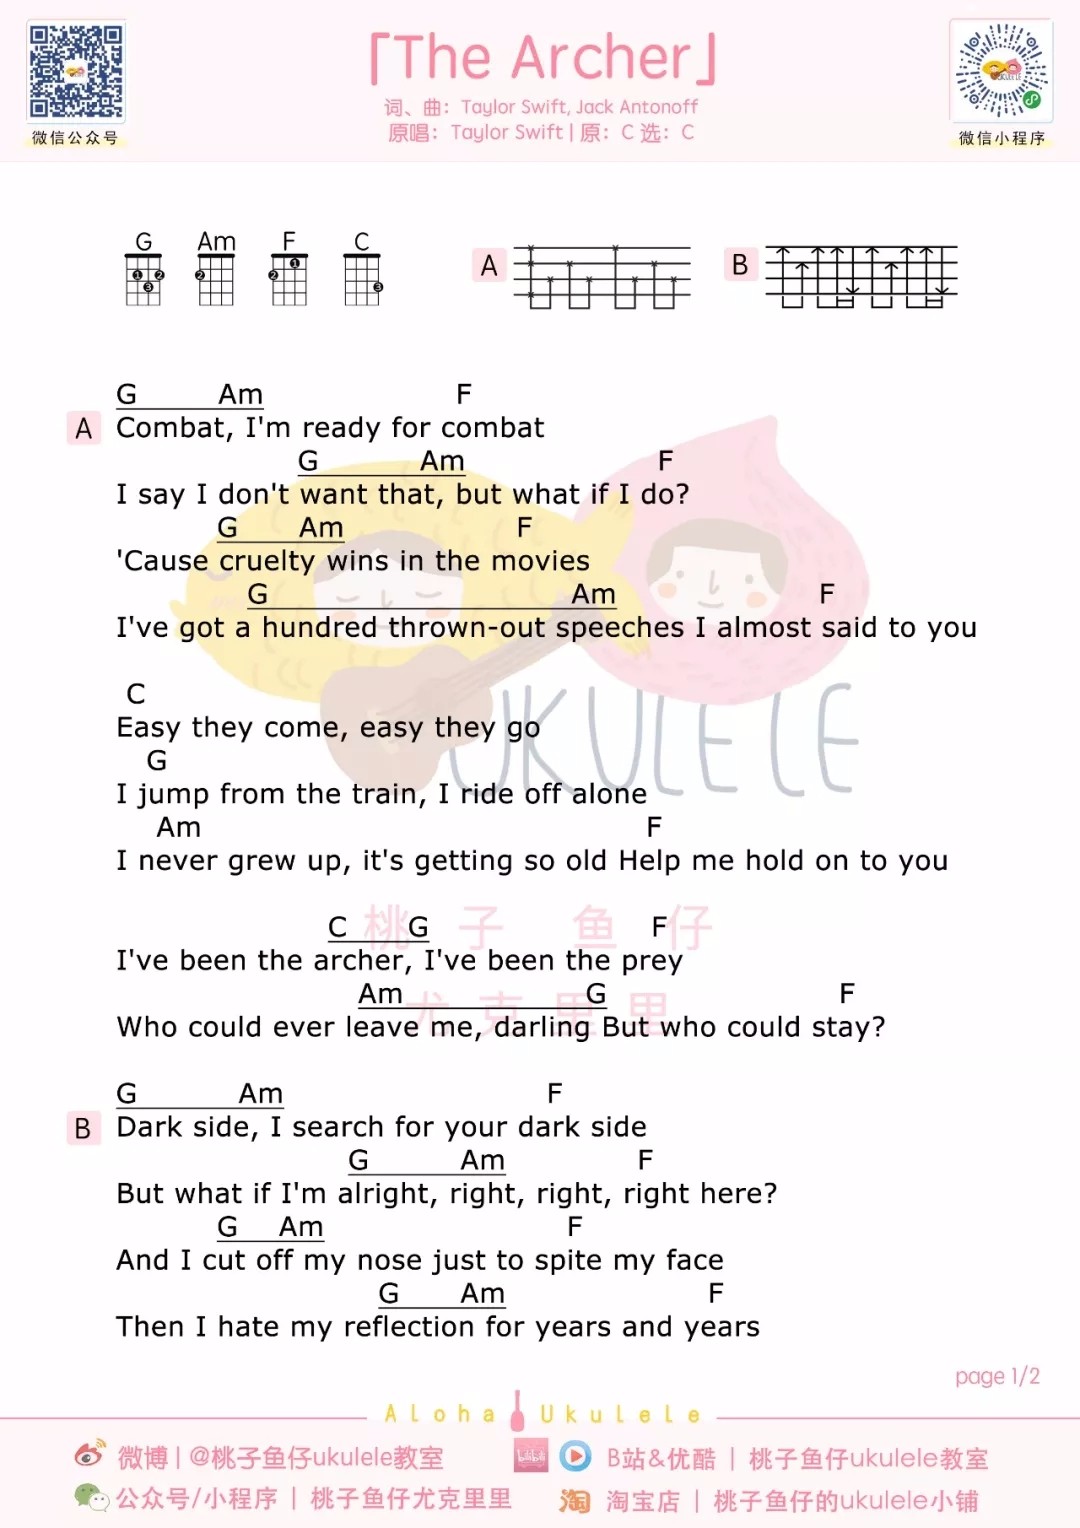 「The Archer」
词、曲：Taylor Swift, Jack Antonoff
原唱：Taylor Swift | 原：C 选：C
微信公众号
微信小程序
G Am F C
A
B
G Am F
A Combat, I'm ready for combat
G Am F
I say I don't want that, but what if I do?
G Am F
'Cause cruelty wins in the movies
G Am F
I've got a hundred thrown-out speeches I almost said to you
C
Easy they come, easy they go
G
I jump from the train, I ride off alone
Am F
I never grew up, it's getting so old Help me hold on to you
C G F
I've been the archer, I've been the prey
Am G F
Who could ever leave me, darling But who could stay?
G Am F
B Dark side, I search for your dark side
G Am F
But what if I'm alright, right, right, right here?
G Am F
And I cut off my nose just to spite my face
G Am F
Then I hate my reflection for years and years
UKULELE
桃子鱼仔
尤克里里
page 1/2
Aloha Ukulele
微博 | @桃子鱼仔ukulele教室
B站&优酷 | 桃子鱼仔ukulele教室
公众号/小程序 | 桃子鱼仔尤克里里
淘 淘宝店 | 桃子鱼仔的ukulele小铺